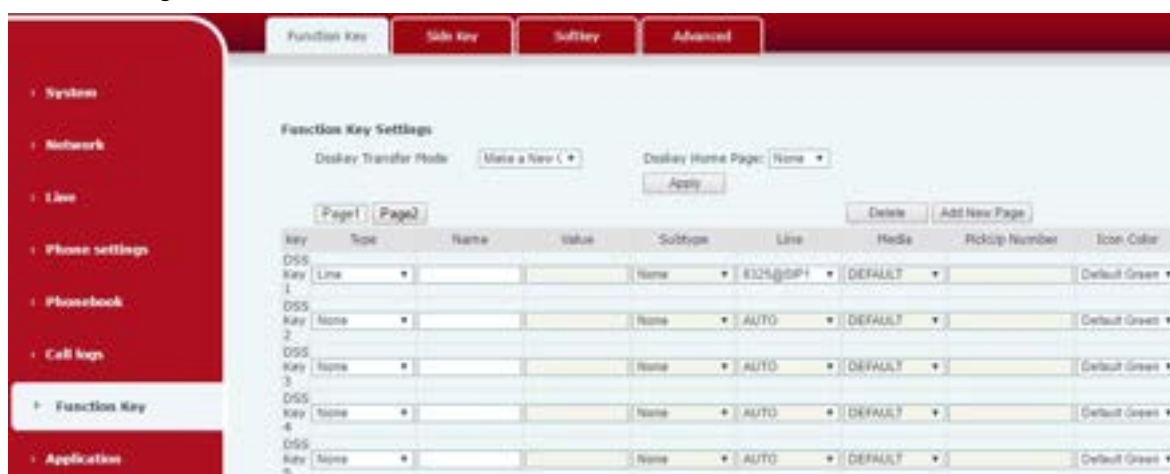 Function Key Side Key Softkey Advanced
System
Network
Line
Phone settings
Phonebook
Call logs
Function Key
Application
Function Key Settings
Dsskey Transfer Mode Make a New C Dsskey Home Page: None
Apply
Page1 Page2 Delete Add New Page
Key Type Name Value Subtype Line Media PickUp Number Icon Color
DSS Key 1 Line None 8325@SIP1 DEFAULT Default Green
DSS Key 2 None None AUTO DEFAULT Default Green
DSS Key 3 None None AUTO DEFAULT Default Green
DSS Key 4 None None AUTO DEFAULT Default Green
DSS Key None None AUTO DEFAULT Default Green